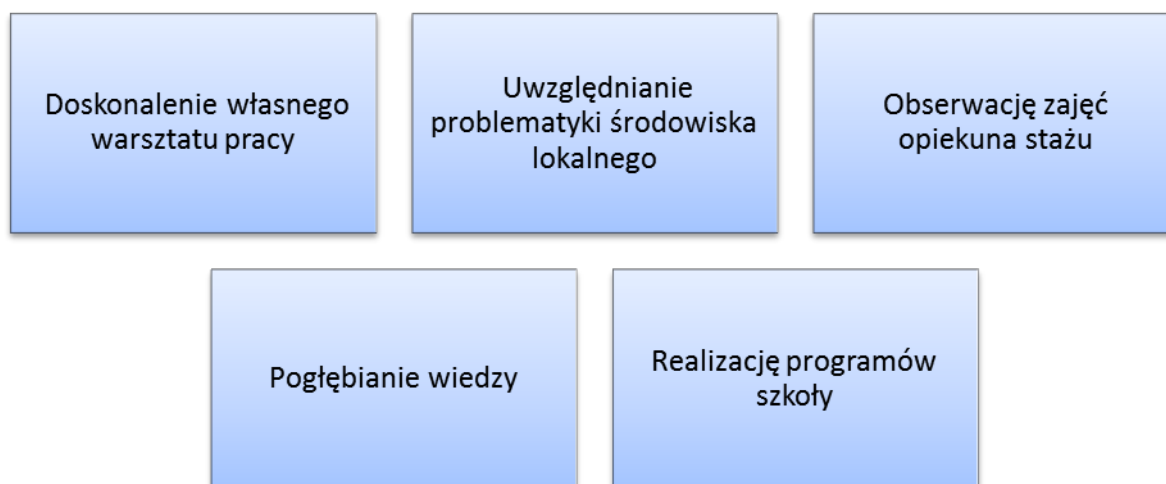 Doskonalenie własnego
warsztatu pracy
Uwzględnianie
problematyki środowiska
lokalnego
Obserwację zajęć
opiekuna stażu
Pogłębianie wiedzy
Realizację programów
szkoły